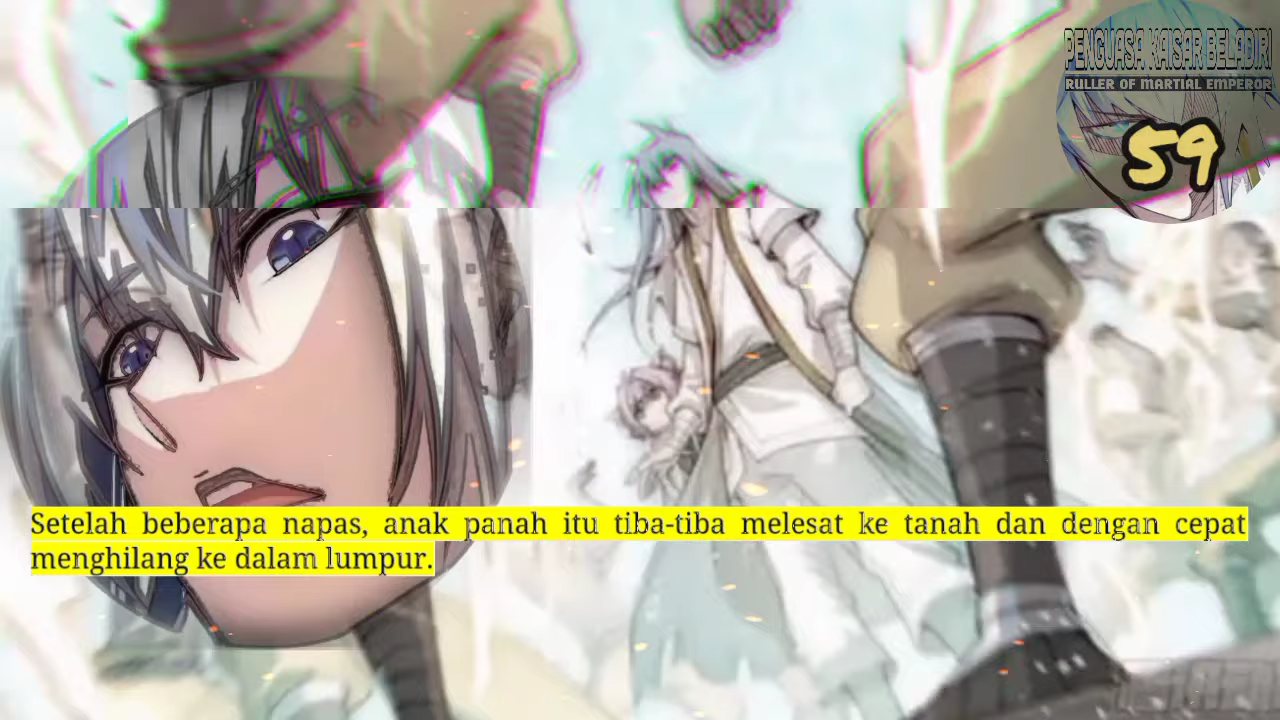 PENGUASA KAISAR BELADIRI
RULLER OF MARTIAL EMPEROR
59
Setelah beberapa napas, anak panah itu tiba-tiba melesat ke tanah dan dengan cepat
menghilang ke dalam lumpur.